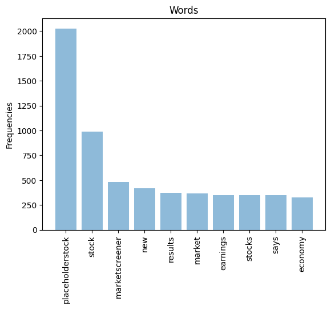 Words
Frequencies
2000
1750
1500
1250
1000
750
500
250
0
placeholderstock
stock
marketscreener
new
results
market
earnings
stocks
says
economy